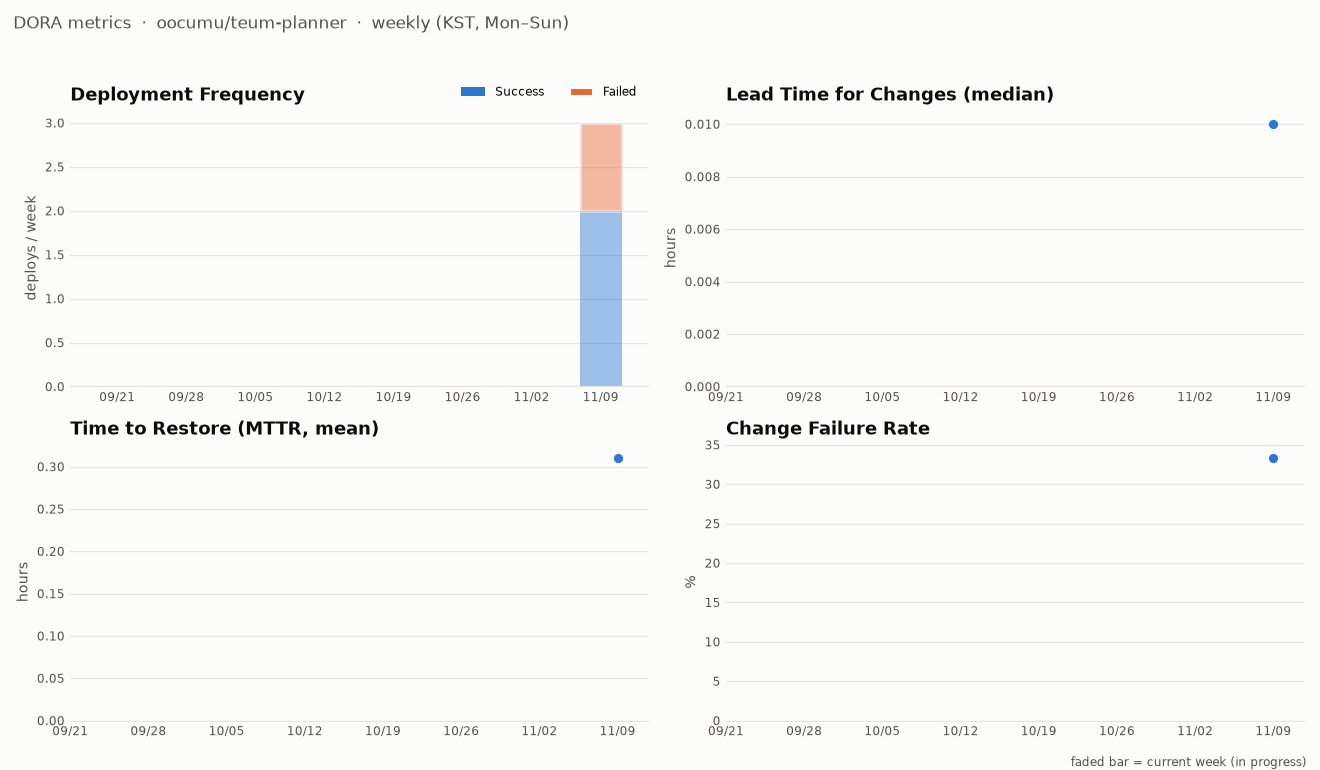 DORA metrics · oocumu/teum-planner · weekly (KST, Mon–Sun)
Deployment Frequency
Success
Failed
deploys / week
3.0
2.5
2.0
1.5
1.0
0.5
0.0
09/21 09/28 10/05 10/12 10/19 10/26 11/02 11/09
Lead Time for Changes (median)
hours
0.010
0.008
0.006
0.004
0.002
0.000
09/21 09/28 10/05 10/12 10/19 10/26 11/02 11/09
Time to Restore (MTTR, mean)
hours
0.30
0.25
0.20
0.15
0.10
0.05
0.00
09/21 09/28 10/05 10/12 10/19 10/26 11/02 11/09
Change Failure Rate
%
35
30
25
20
15
10
5
0
09/21 09/28 10/05 10/12 10/19 10/26 11/02 11/09
faded bar = current week (in progress)